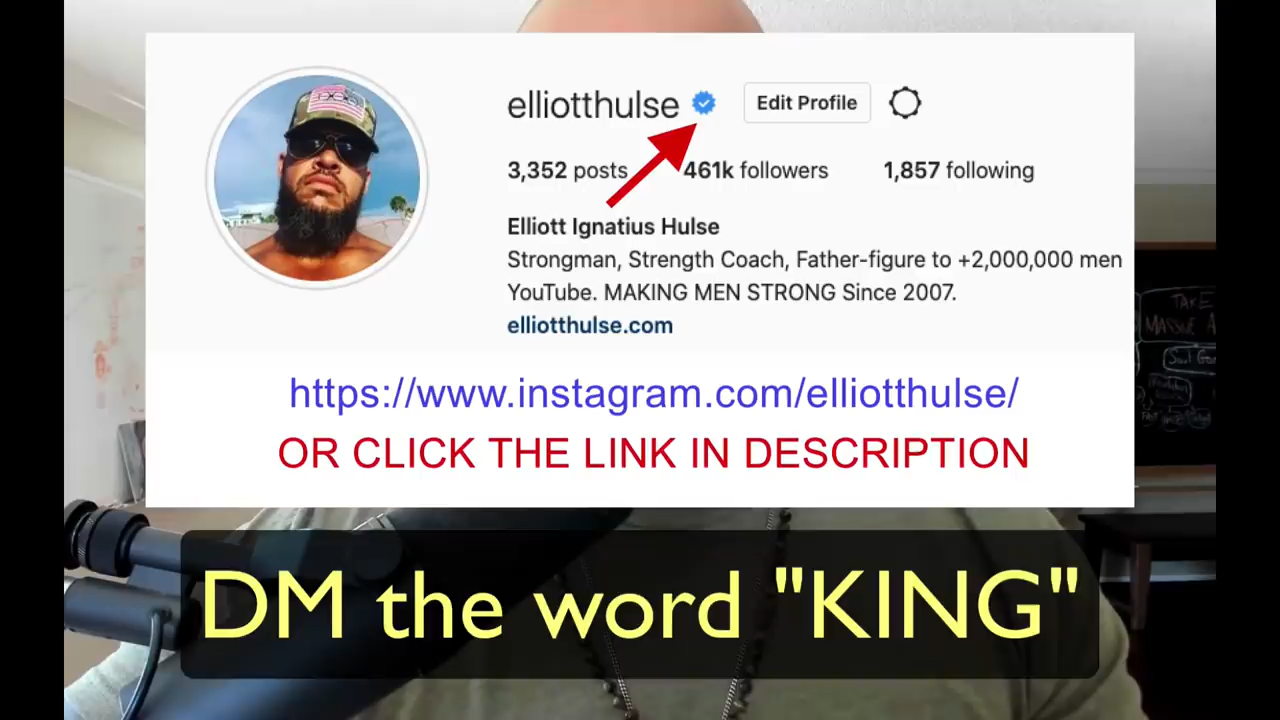 elliotthulse
Edit Profile
3,352 posts
461k followers
1,857 following
Elliott Ignatius Hulse
Strongman, Strength Coach, Father-figure to +2,000,000 men
YouTube. MAKING MEN STRONG Since 2007.
elliotthulse.com
https://www.instagram.com/elliotthulse/
OR CLICK THE LINK IN DESCRIPTION
TAKE
DM the word "KING"